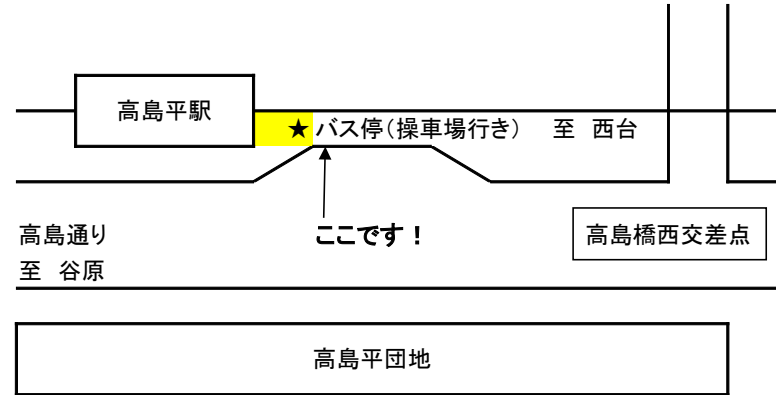 高島平駅
★バス停（操車場行き） 至 西台
高島通り
ここです！
高島橋西交差点
至 谷原
高島平団地